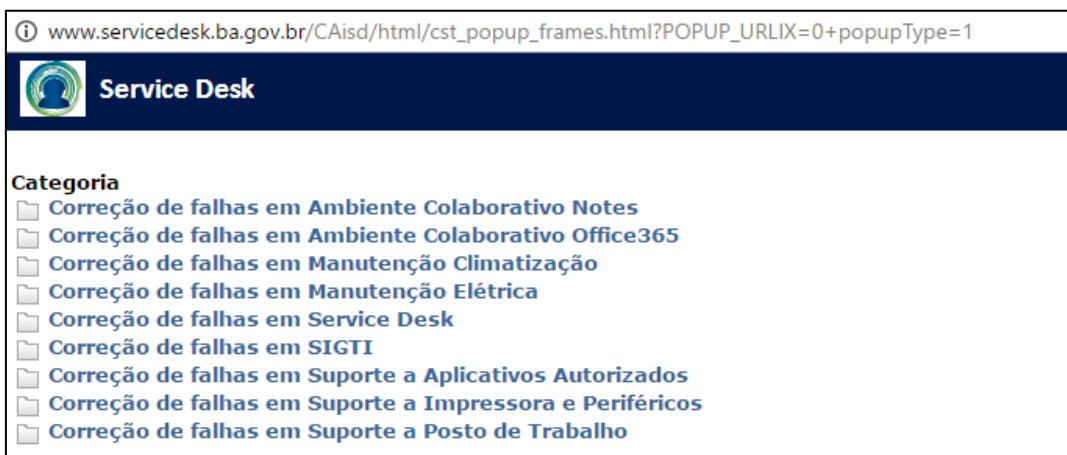 www.servicedesk.ba.gov.br/CAisd/html/cst_popup_frames.html?POPUP_URLIX=0+popupType=1
Service Desk
Categoria
Correção de falhas em Ambiente Colaborativo Notes
Correção de falhas em Ambiente Colaborativo Office365
Correção de falhas em Manutenção Climatização
Correção de falhas em Manutenção Elétrica
Correção de falhas em Service Desk
Correção de falhas em SIGTI
Correção de falhas em Suporte a Aplicativos Autorizados
Correção de falhas em Suporte a Impressora e Periféricos
Correção de falhas em Suporte a Posto de Trabalho